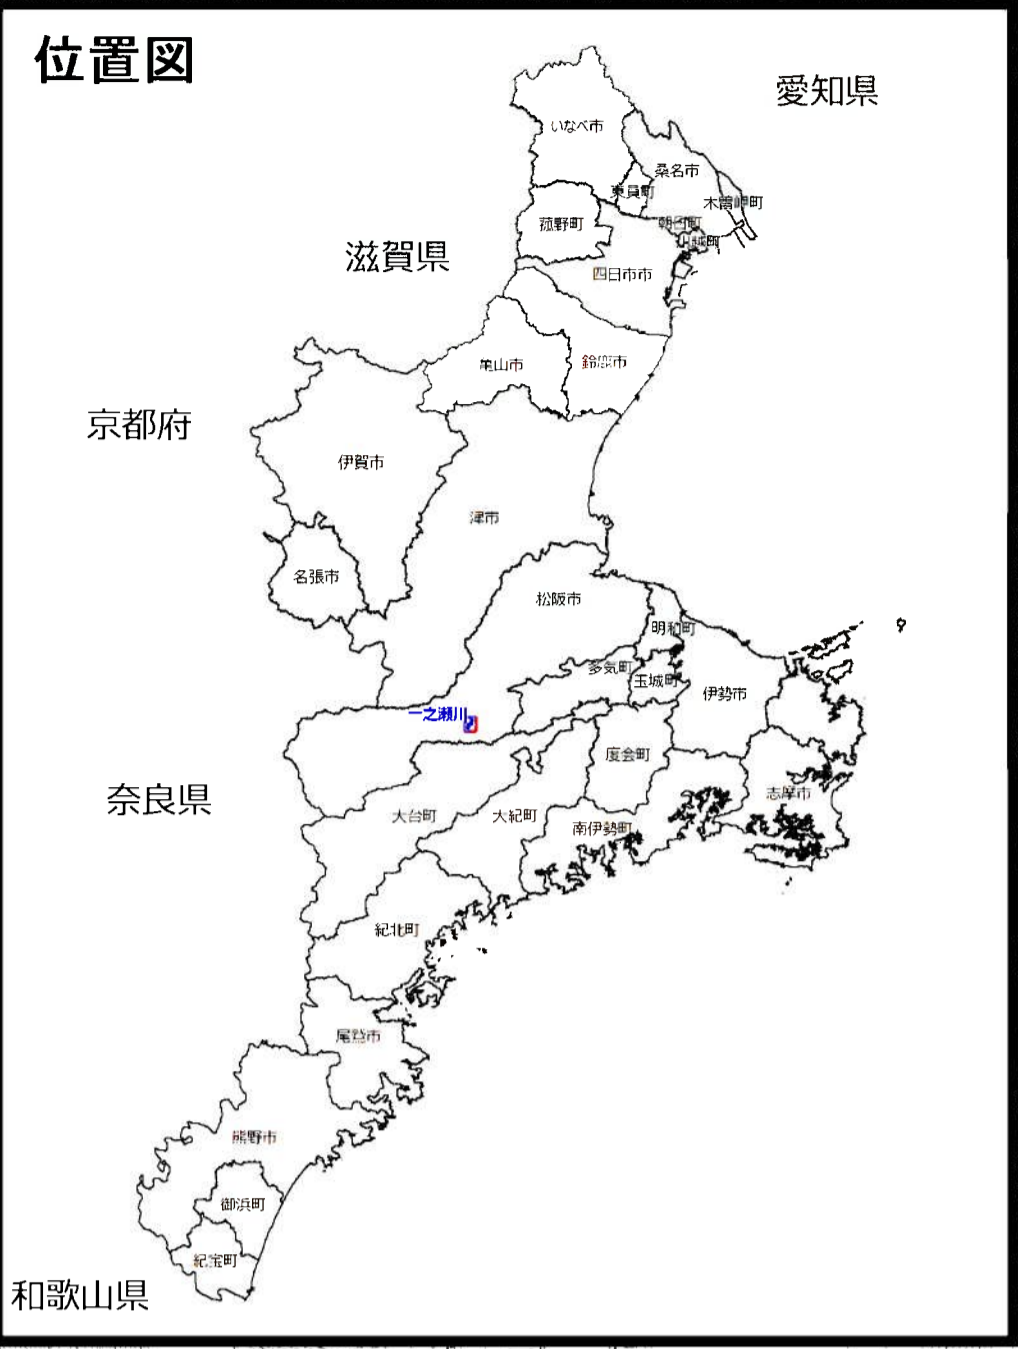 位置図
愛知県
いなべ市
桑名市
東員町
木曽岬町
菰野町
朝日町
川越町
滋賀県
四日市市
亀山市
鈴鹿市
京都府
伊賀市
津市
名張市
松阪市
明和町
多気町
玉城町
伊勢市
一之瀬川
度会町
奈良県
志摩市
大台町
大紀町
南伊勢町
紀北町
尾鷲市
熊野市
御浜町
紀宝町
和歌山県